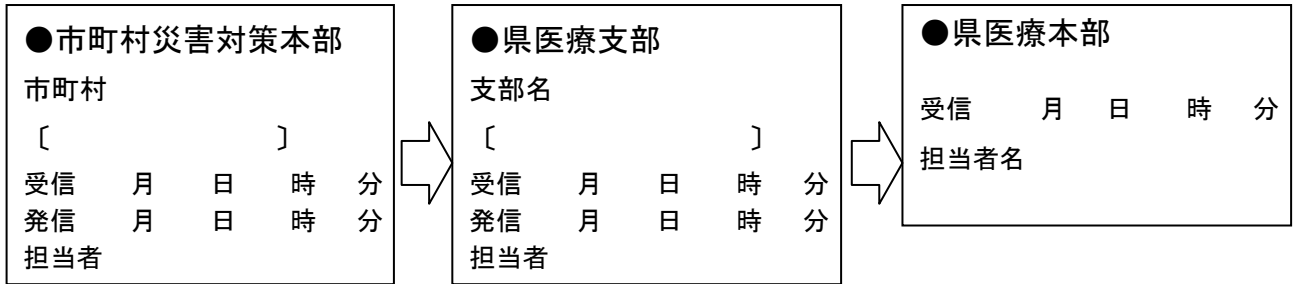 ●市町村災害対策本部
市町村
〔　　　　　　　　　〕
受信　　月　　日　　時　　分
発信　　月　　日　　時　　分
担当者
●県医療支部
支部名
〔　　　　　　　　　〕
受信　　月　　日　　時　　分
発信　　月　　日　　時　　分
担当者
●県医療本部
受信　　月　　日　　時　　分
担当者名